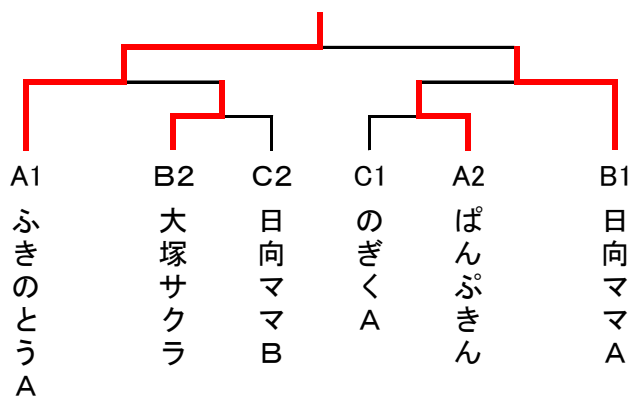 A1
B2
C2
C1
A2
B1
ふきのとうA
大塚サクラ
日向ママB
のぎくA
ぱんぷきん
日向ママA